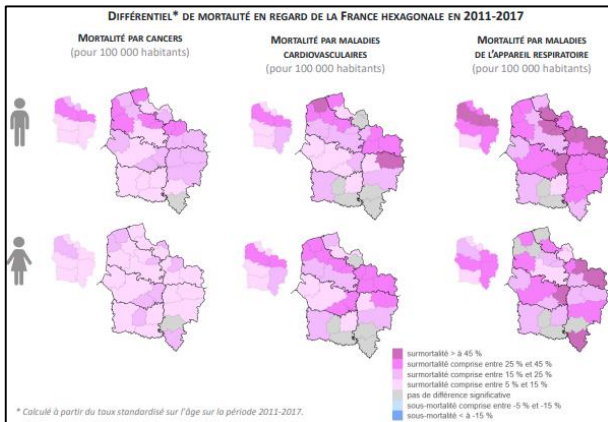 DIFFÉRENTIEL* DE MORTALITÉ EN REGARD DE LA FRANCE HEXAGONALE EN 2011-2017
MORTALITÉ PAR CANCERS
(pour 100 000 habitants)
MORTALITÉ PAR MALADIES
CARDIOVASCULAIRES
(pour 100 000 habitants)
MORTALITÉ PAR MALADIES
DE L'APPAREIL RESPIRATOIRE
(pour 100 000 habitants)
surmortalité > à 45 %
surmortalité comprise entre 25 % et 45 %
surmortalité comprise entre 15 % et 25 %
surmortalité comprise entre 5 % et 15 %
pas de différence significative
sous-mortalité comprise entre -5 % et -15 %
sous-mortalité < à -15 %
* Calculé à partir du taux standardisé sur l'âge sur la période 2011-2017.